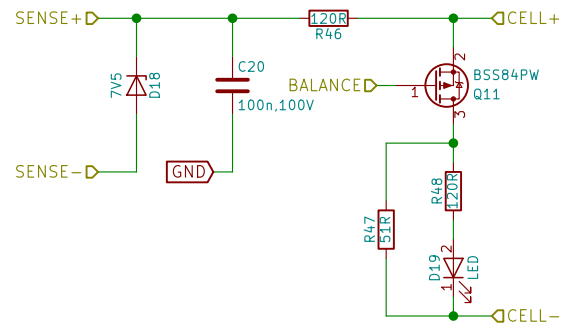 SENSE+
120R
R46
CELL+
7V5
D18
C20
100n,100V
BALANCE
1
2
BSS84PW
Q11
3
SENSE-
GND
R48
120R
R47
51R
2
D19
LED
1
CELL-